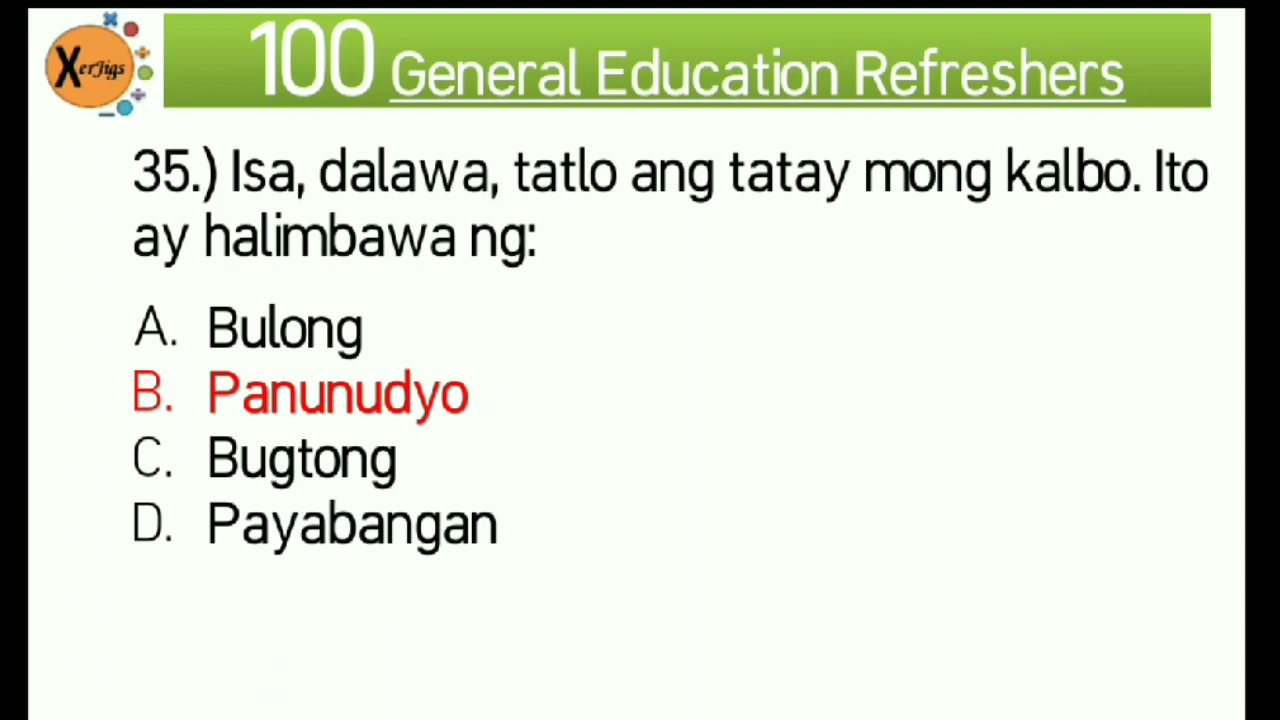 Xerjigs
100 General Education Refreshers
35.) Isa, dalawa, tatlo ang tatay mong kalbo. Ito
ay halimbawa ng:
A. Bulong
B. Panunudyo
C. Bugtong
D. Payabangan